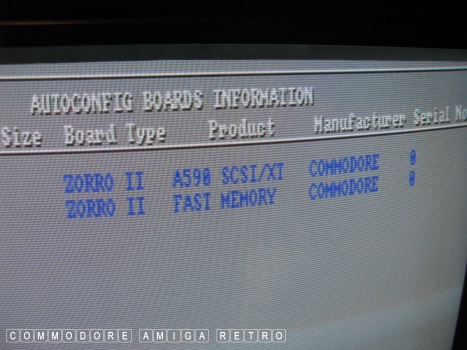 AUTOCONFIG BOARDS INFORMATION
Size Board Type Product Manufacturer Serial No
ZORRO II A590 SCSI/XT COMMODORE 0
ZORRO II FAST MEMORY COMMODORE 0
COMMODORE AMIGA RETRO